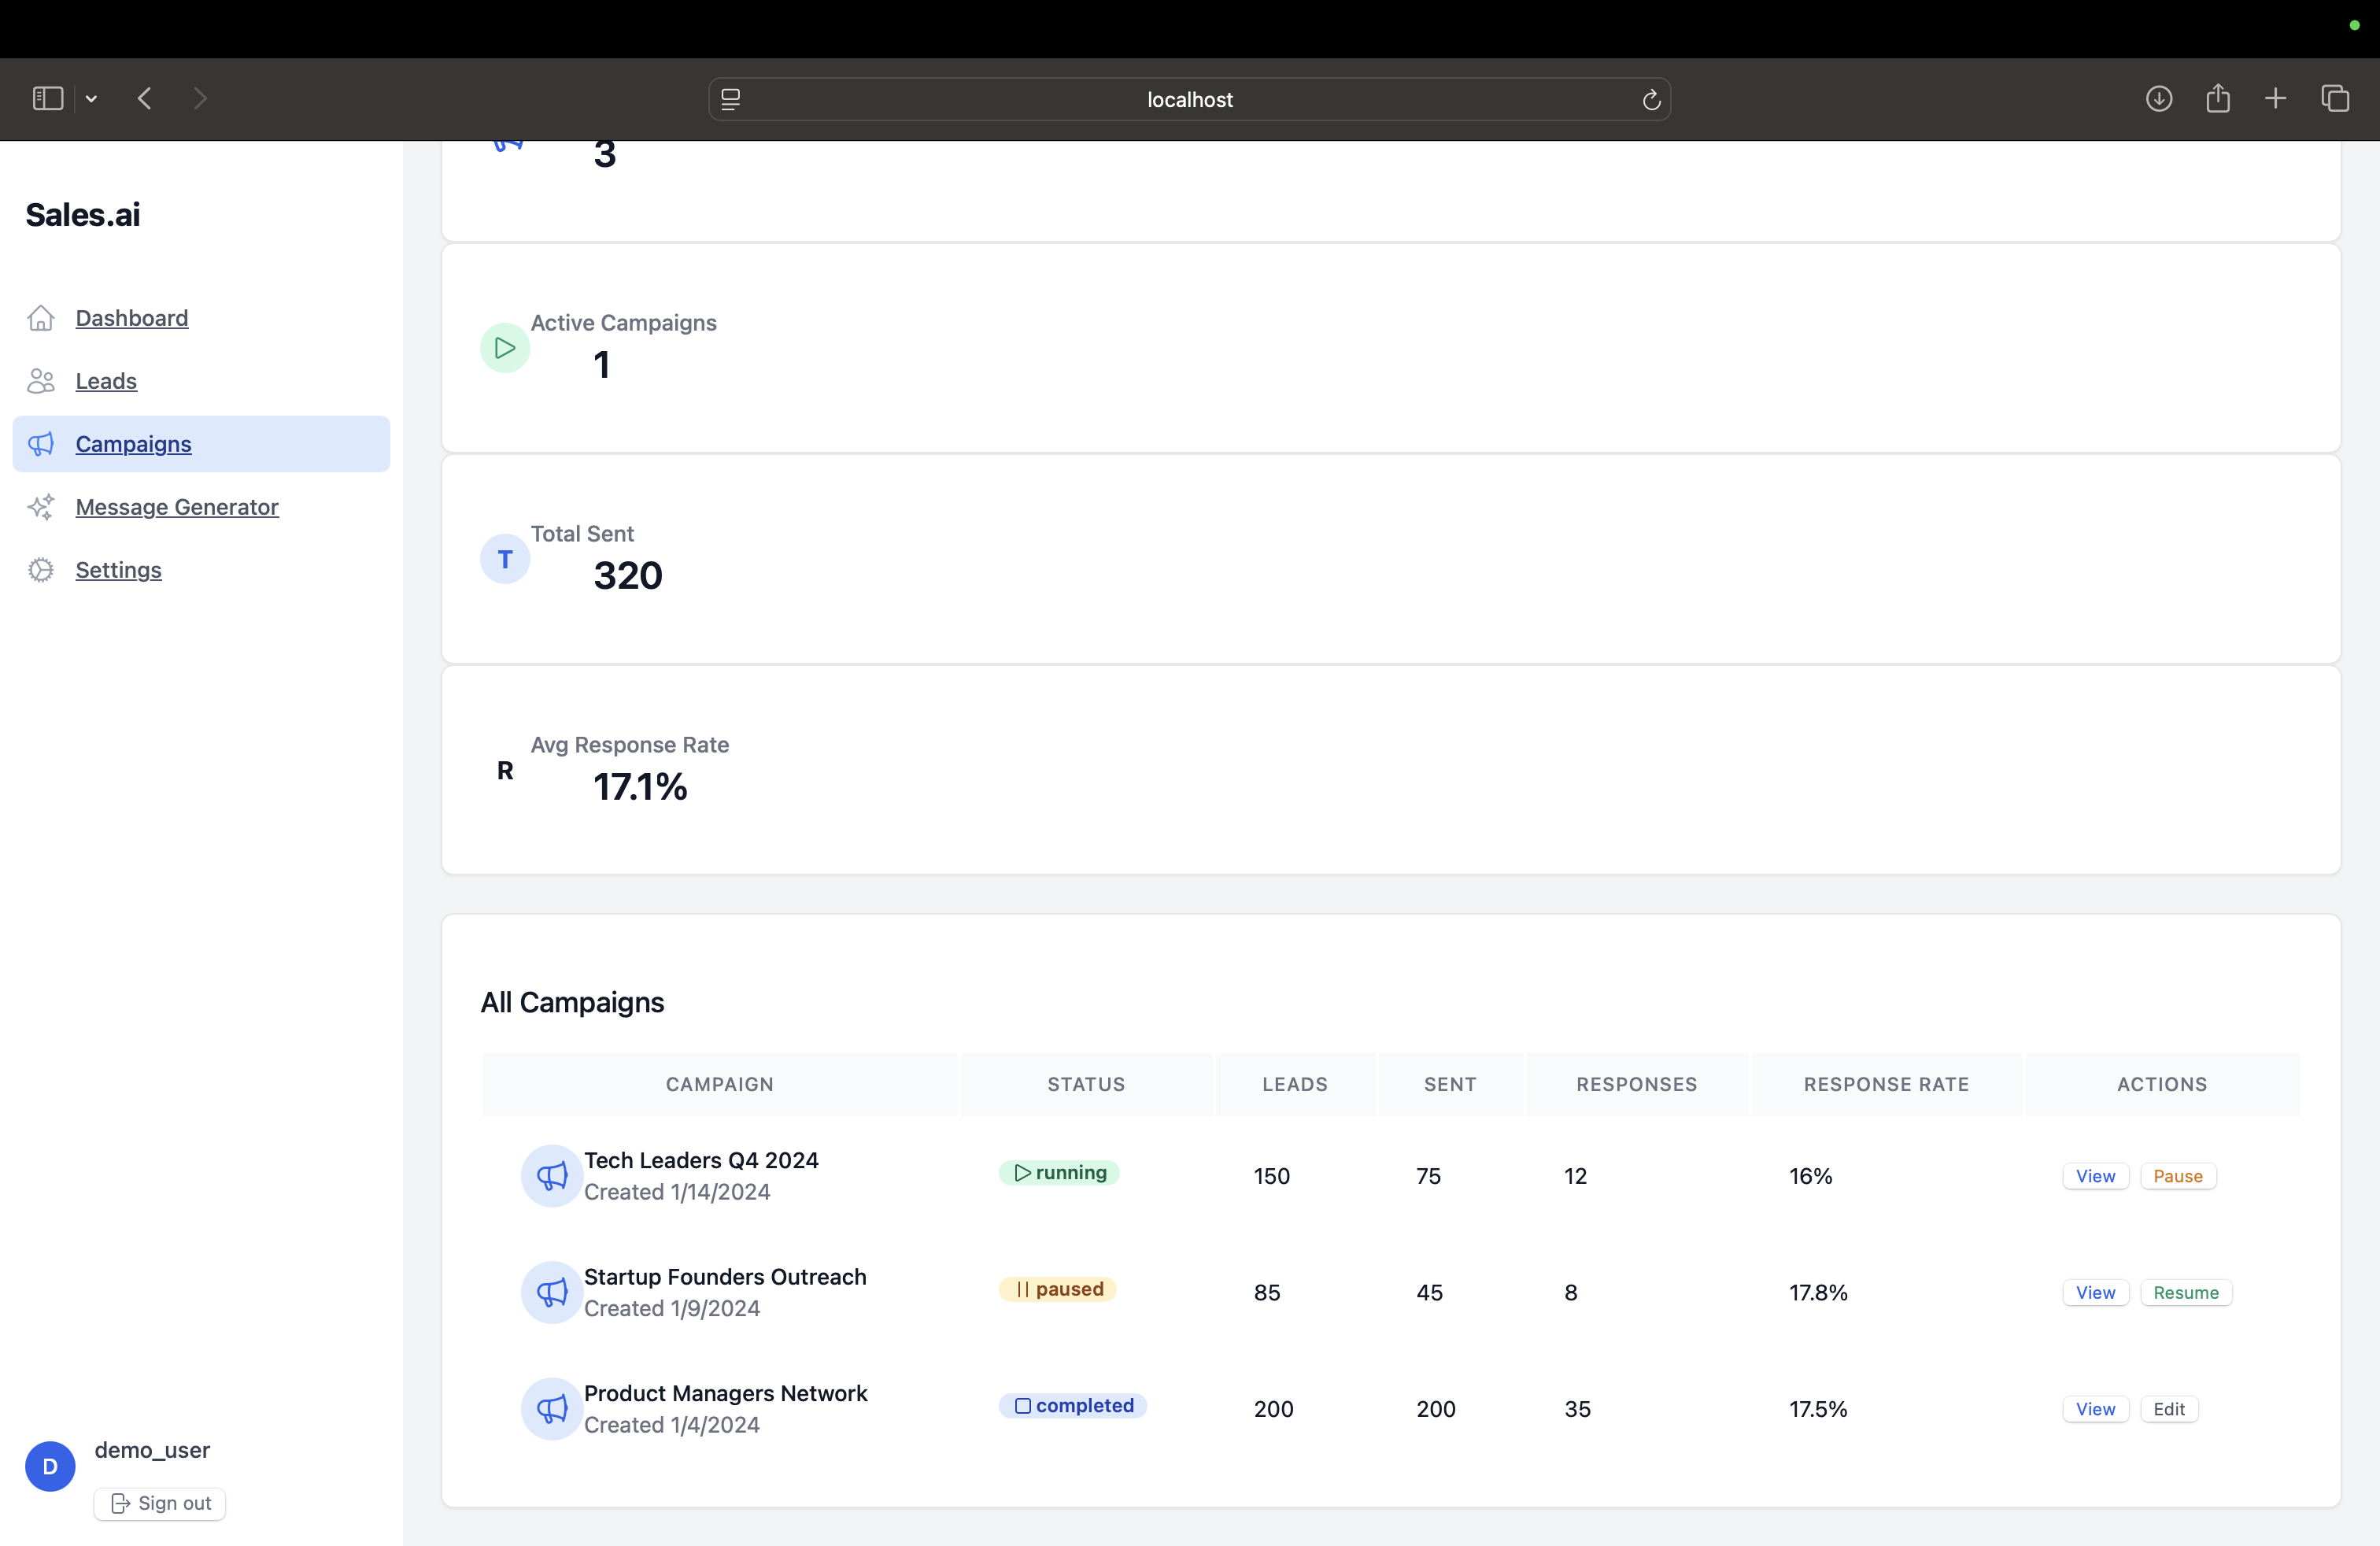 localhost
Sales.ai
Dashboard
Leads
Campaigns
Message Generator
Settings
demo_user
D
Sign out
3
Active Campaigns
1
T
Total Sent
320
R
Avg Response Rate
17.1%
All Campaigns
CAMPAIGN STATUS LEADS SENT RESPONSES RESPONSE RATE ACTIONS
Tech Leaders Q4 2024
Created 1/14/2024
running 150 75 12 16% View Pause
Startup Founders Outreach
Created 1/9/2024
paused 85 45 8 17.8% View Resume
Product Managers Network
Created 1/4/2024
completed 200 200 35 17.5% View Edit